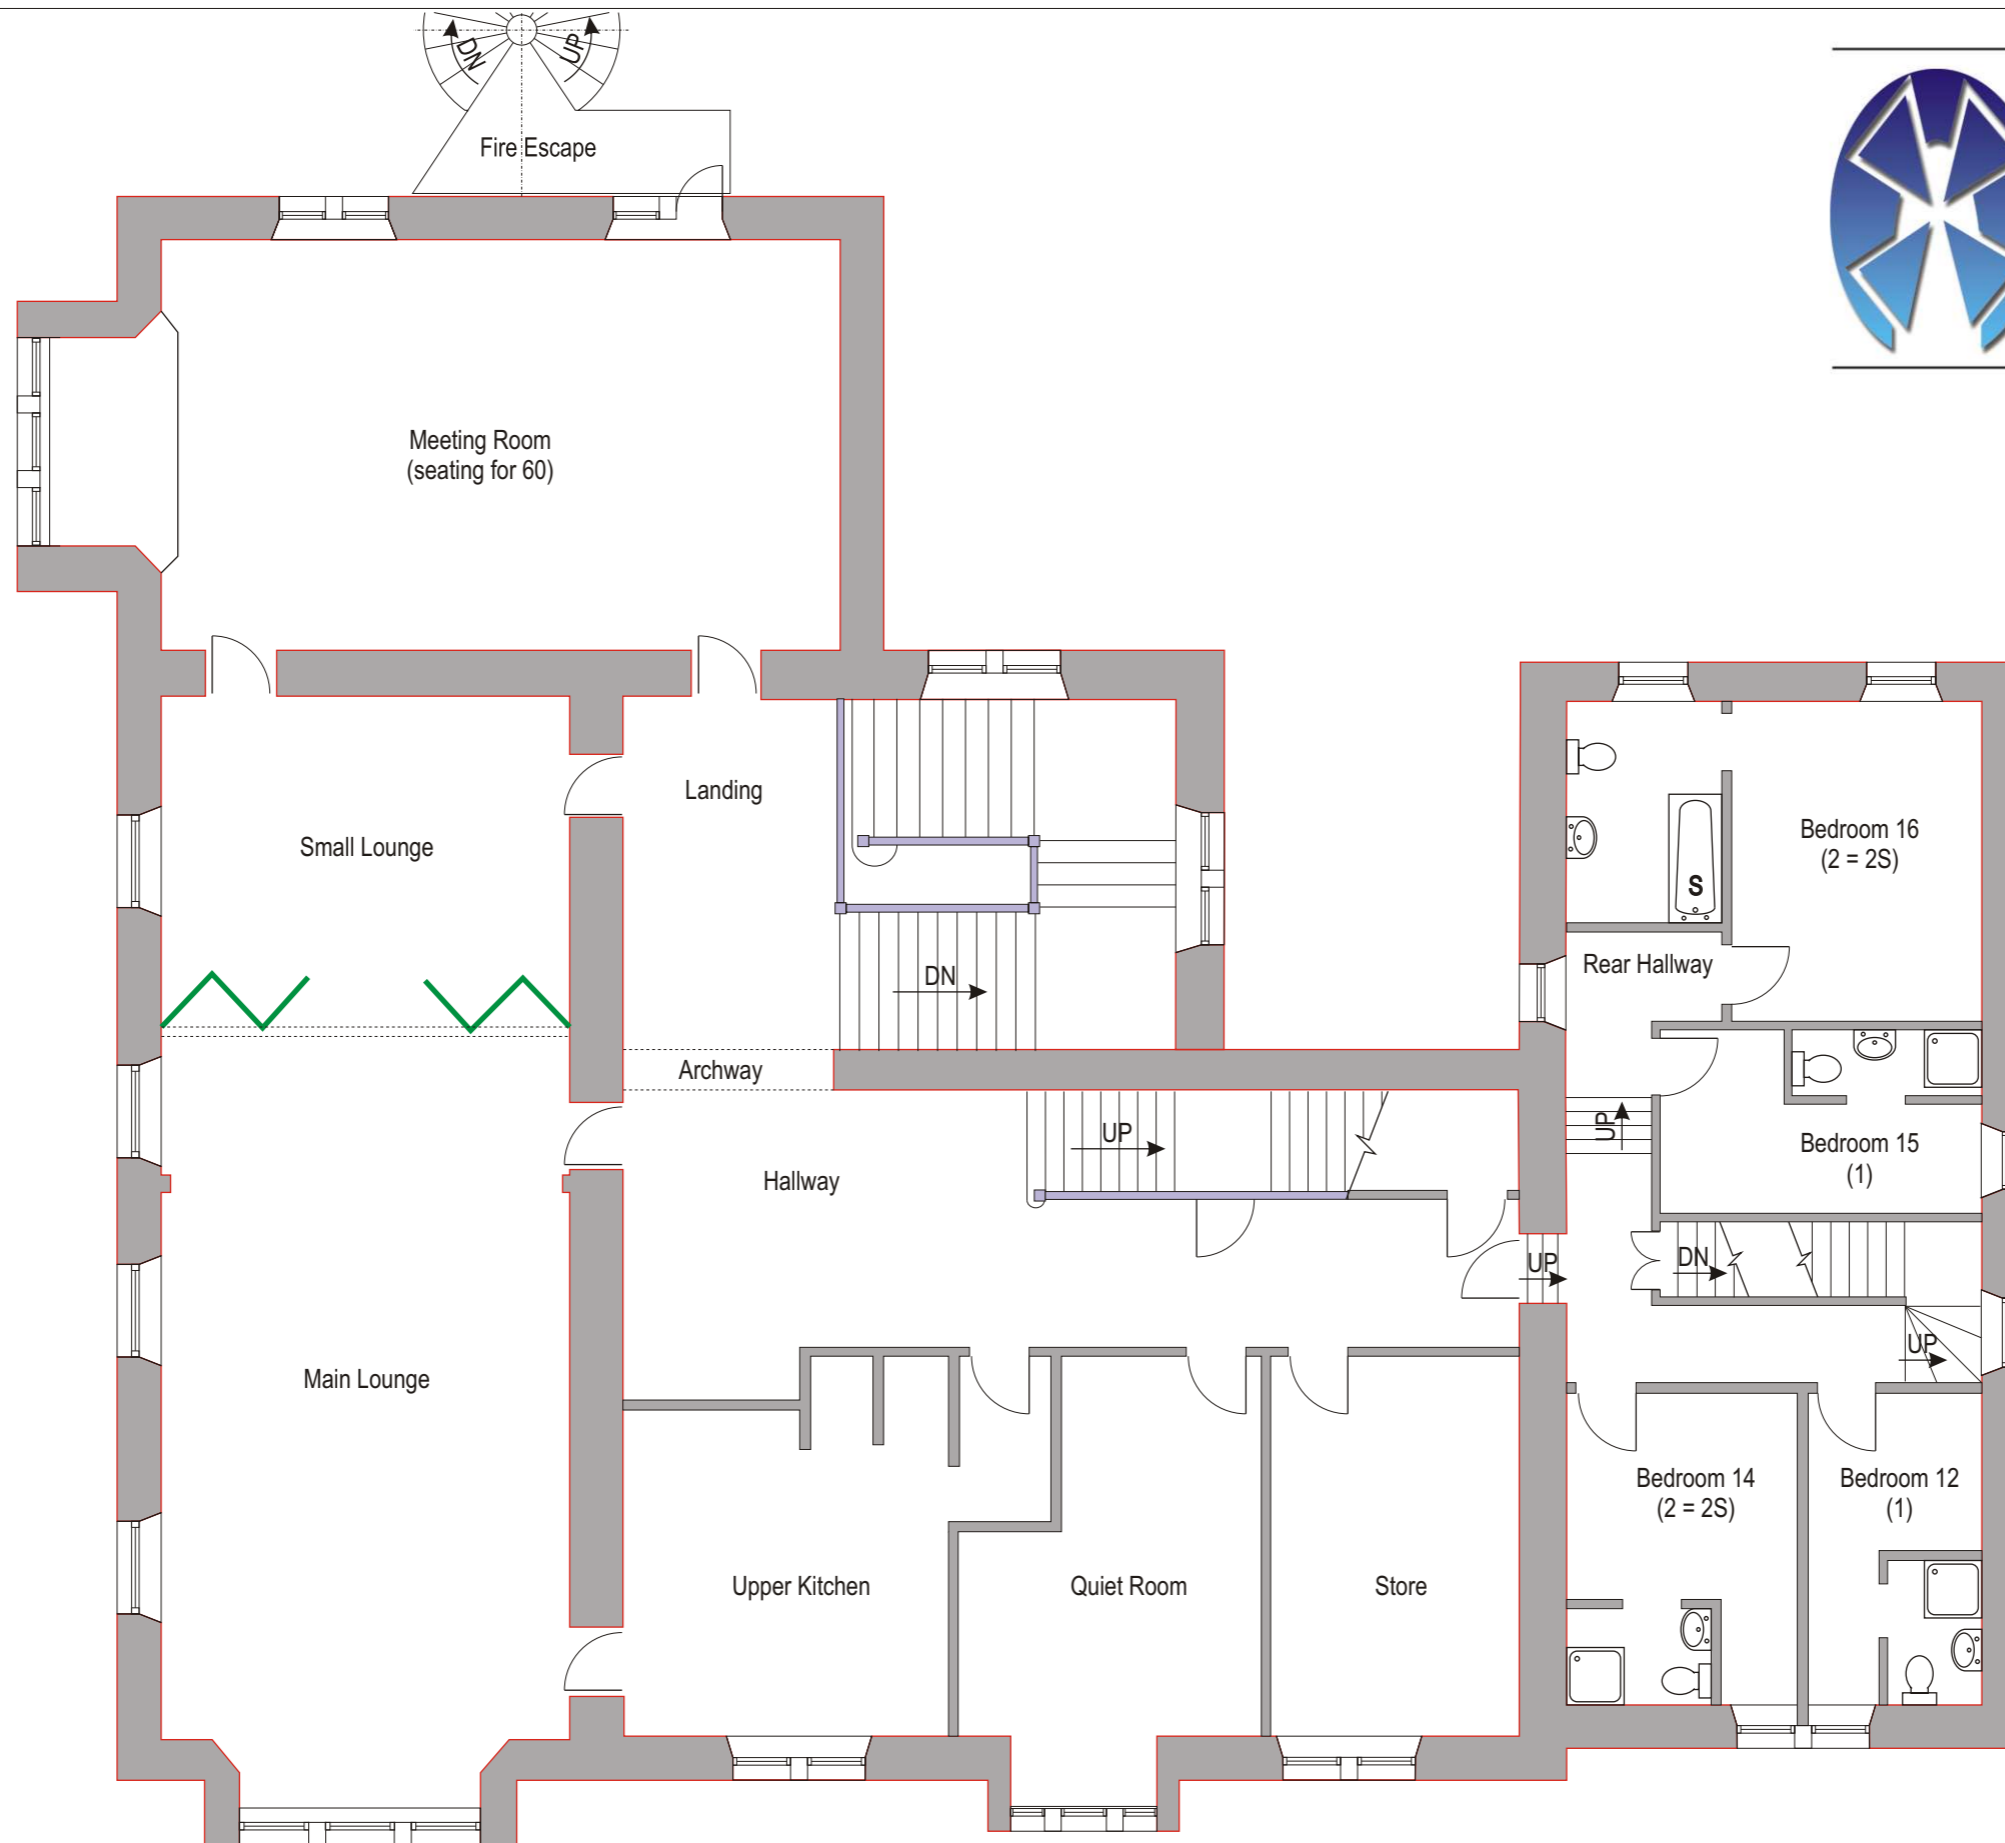 DN
UP
Fire Escape
Meeting Room
(seating for 60)
Landing
Small Lounge
Bedroom 16
(2 = 2S)
S
Rear Hallway
DN
Archway
UP
UP
Bedroom 15
(1)
Hallway
UP
DN
UP
Main Lounge
Bedroom 14
(2 = 2S)
Bedroom 12
(1)
Upper Kitchen
Quiet Room
Store